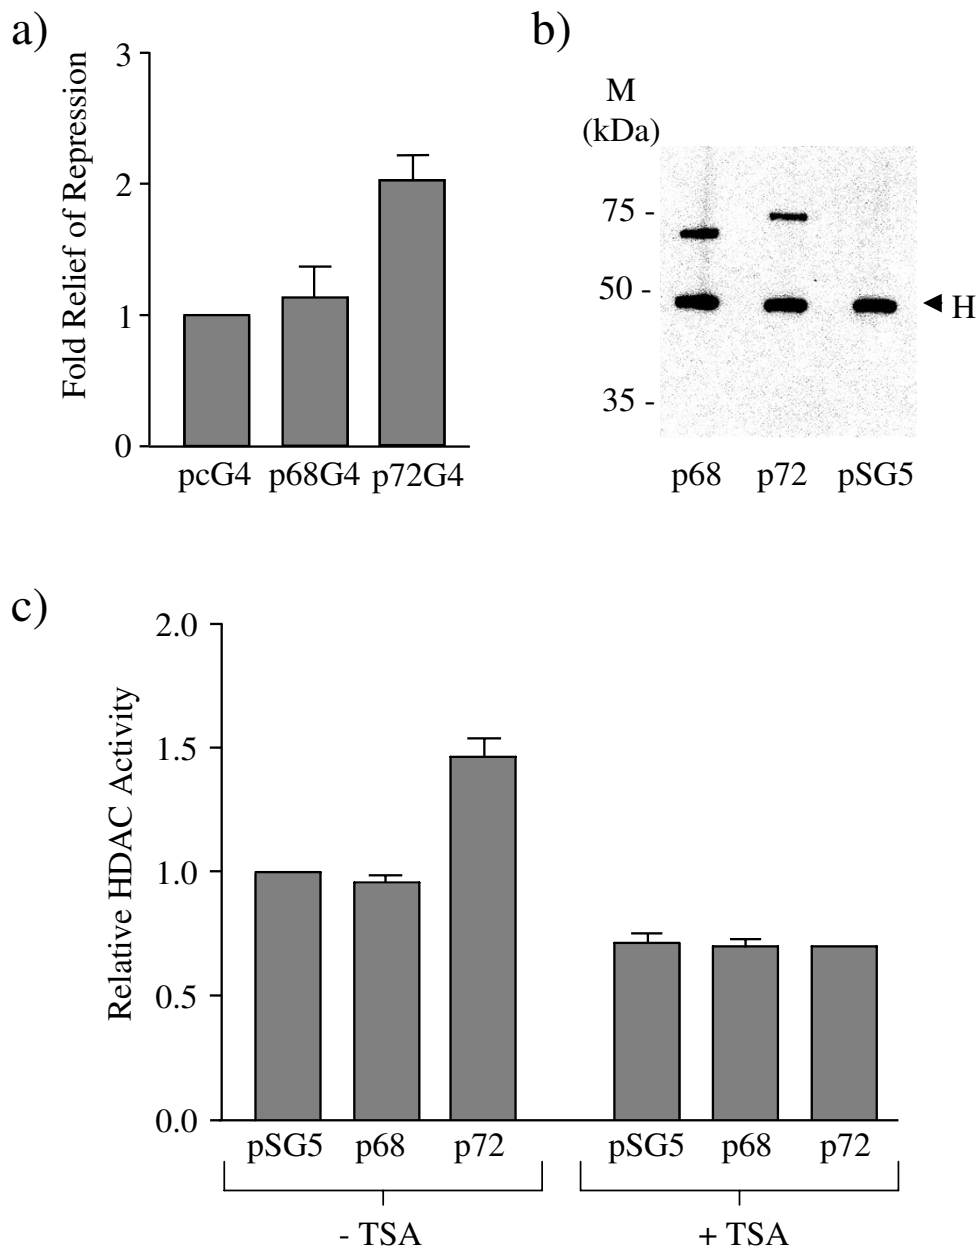 a)
Fold Relief of Repression
3
2
1
0
pcG4 p68G4 p72G4
b)
M
(kDa)
75 -
50 -
35 -
H
p68 p72 pSG5
c)
Relative HDAC Activity
2.0
1.5
1.0
0.5
0.0
pSG5 p68 p72 pSG5 p68 p72
- TSA + TSA